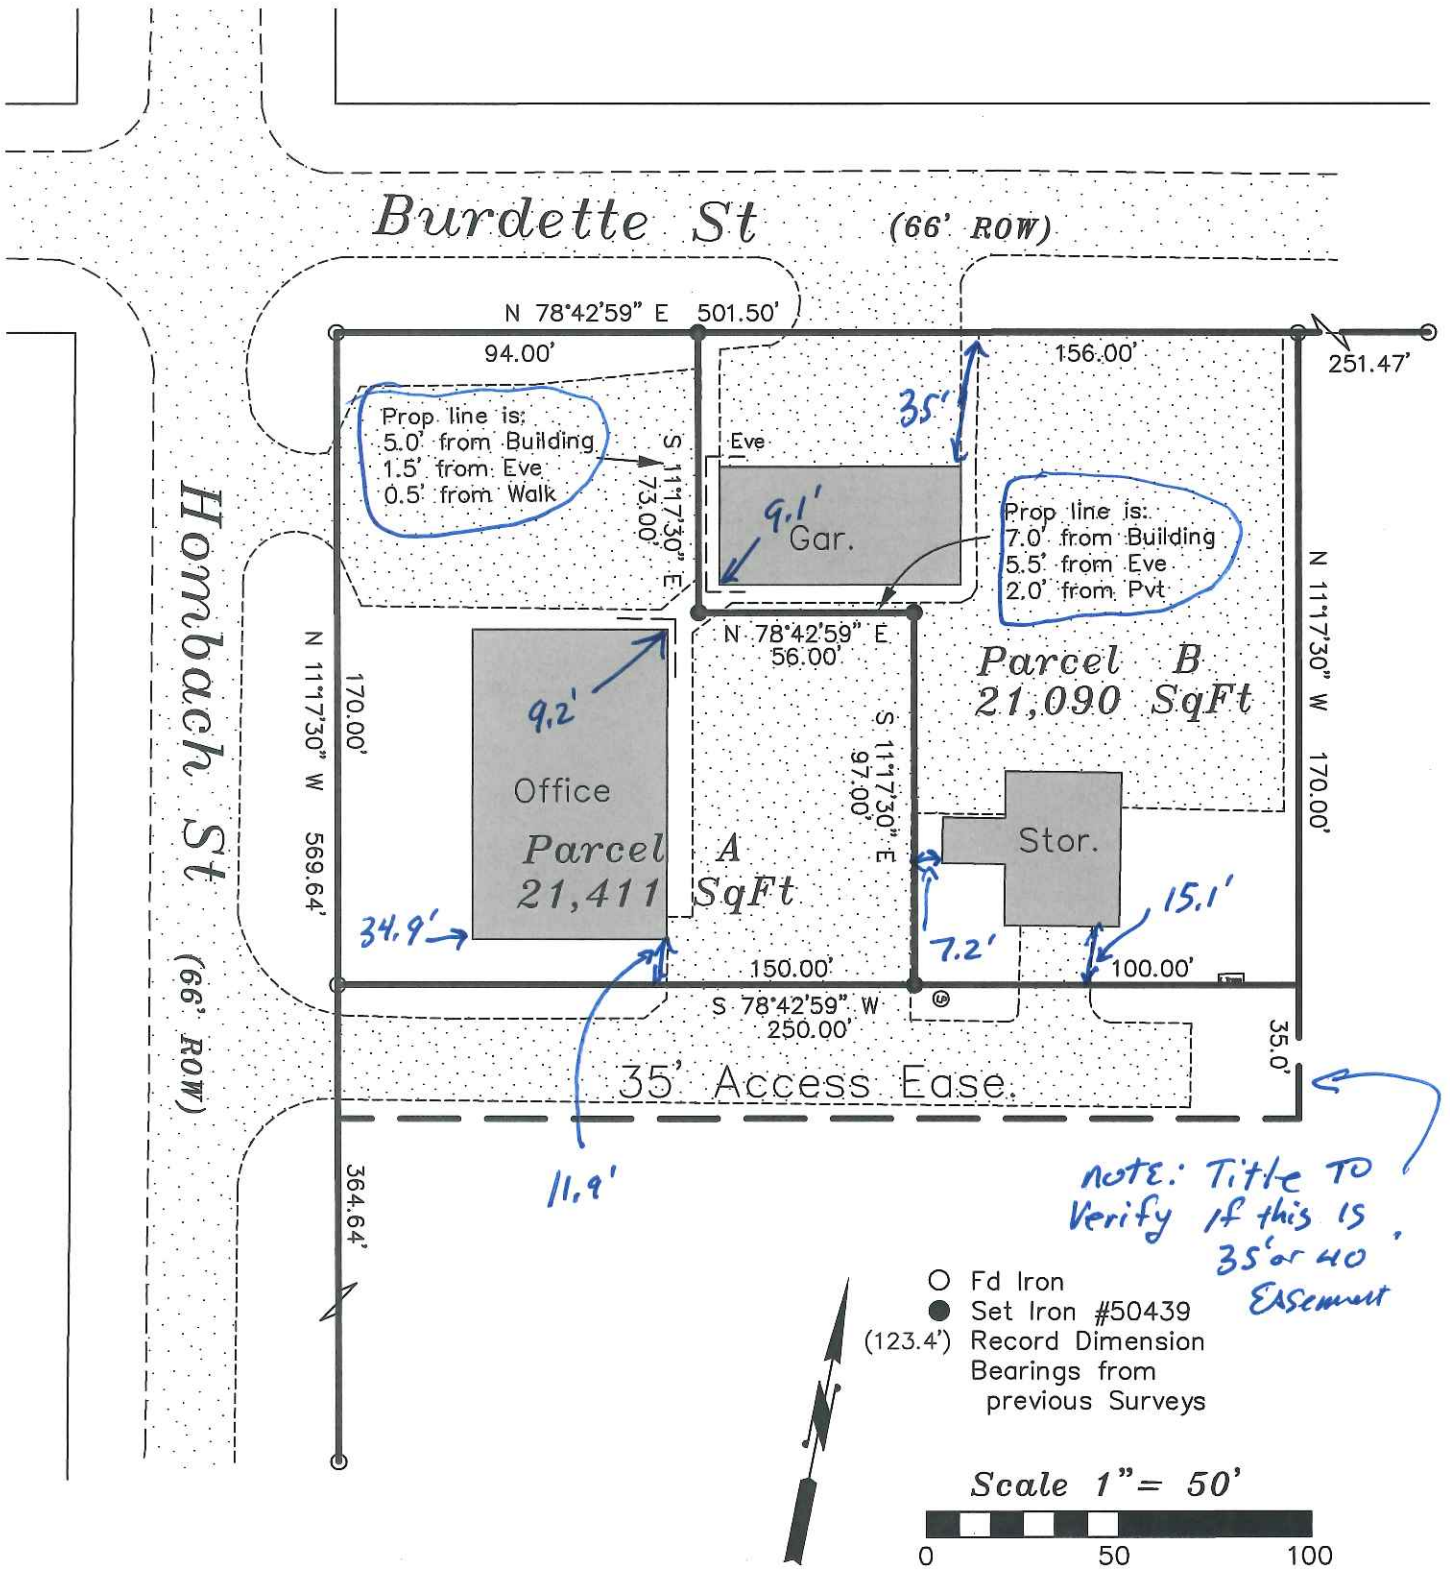 Burdette St (66' ROW)
N 78°42'59" E 501.50'
94.00'
156.00'
251.47'
35'
Prop line is:
5.0' from Building
1.5' from Eve
0.5' from Walk
S 11°17'30" E
73.00'
Eve
9.1'
Gar.
Prop line is:
7.0' from Building
5.5' from Eve
2.0' from Pvt
N 11°17'30" W 170.00'
Hombach St (66' ROW)
N 11°17'30" W 569.64'
170.00'
N 78°42'59" E
56.00'
Parcel B
21,090 SqFt
9.2'
S 11°17'30" E
97.00'
Office
Parcel A
21,411 SqFt
Stor.
34.9'
15.1'
7.2'
150.00'
100.00'
S 78°42'59" W
250.00'
S
35.0'
35' Access Ease.
11.9'
364.64'
Note: Title To
Verify if this is
35' or 40'
Easement
Fd Iron
Set Iron #50439
(123.4') Record Dimension
Bearings from
previous Surveys
Scale 1"= 50'
0 50 100